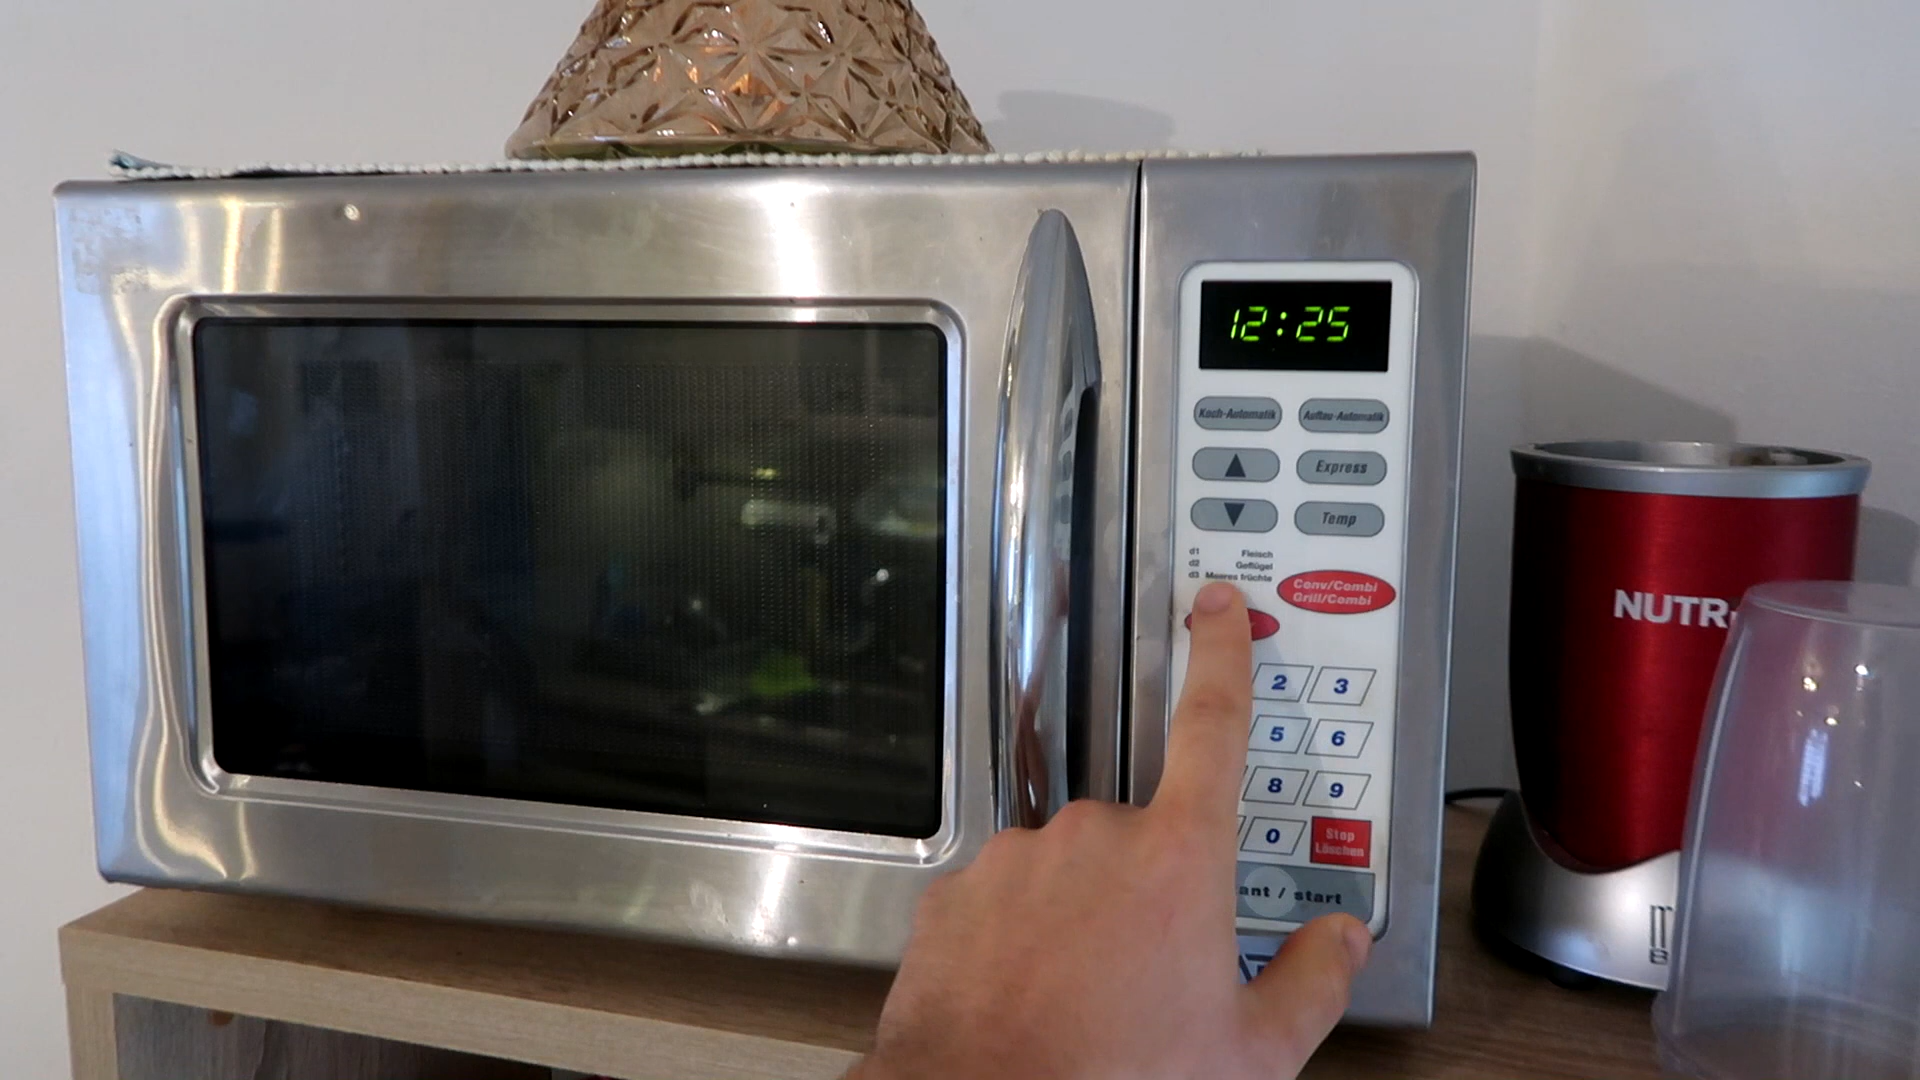 12:25
Koch-Automatik
Auftau-Automatik
Express
Temp
d1 Fleisch
d2 Geflügel
d3 Meeres früchte
Conv/Combi
Grill/Combi
2 3
5 6
8 9
0
Stop
Löschen
ant / start
NUTR